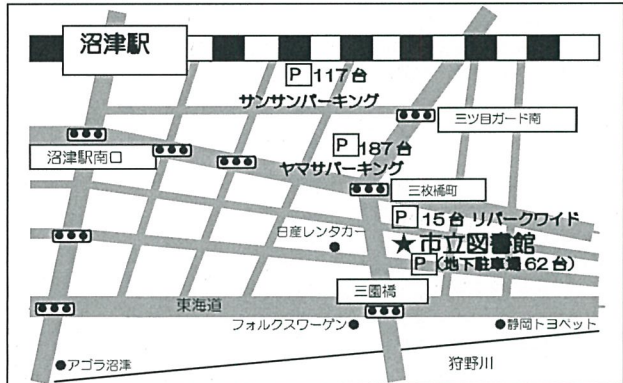 沼津駅
P 117台
サンサンパーキング
三ツ目ガード南
P 187台
沼津駅南口
ヤマサパーキング
三枚橋町
P 15台 リパークワイド
日産レンタカー
★市立図書館
P (地下駐車場62台)
三園橋
東海道
フォルクスワーゲン
静岡トヨペット
アゴラ沼津
狩野川